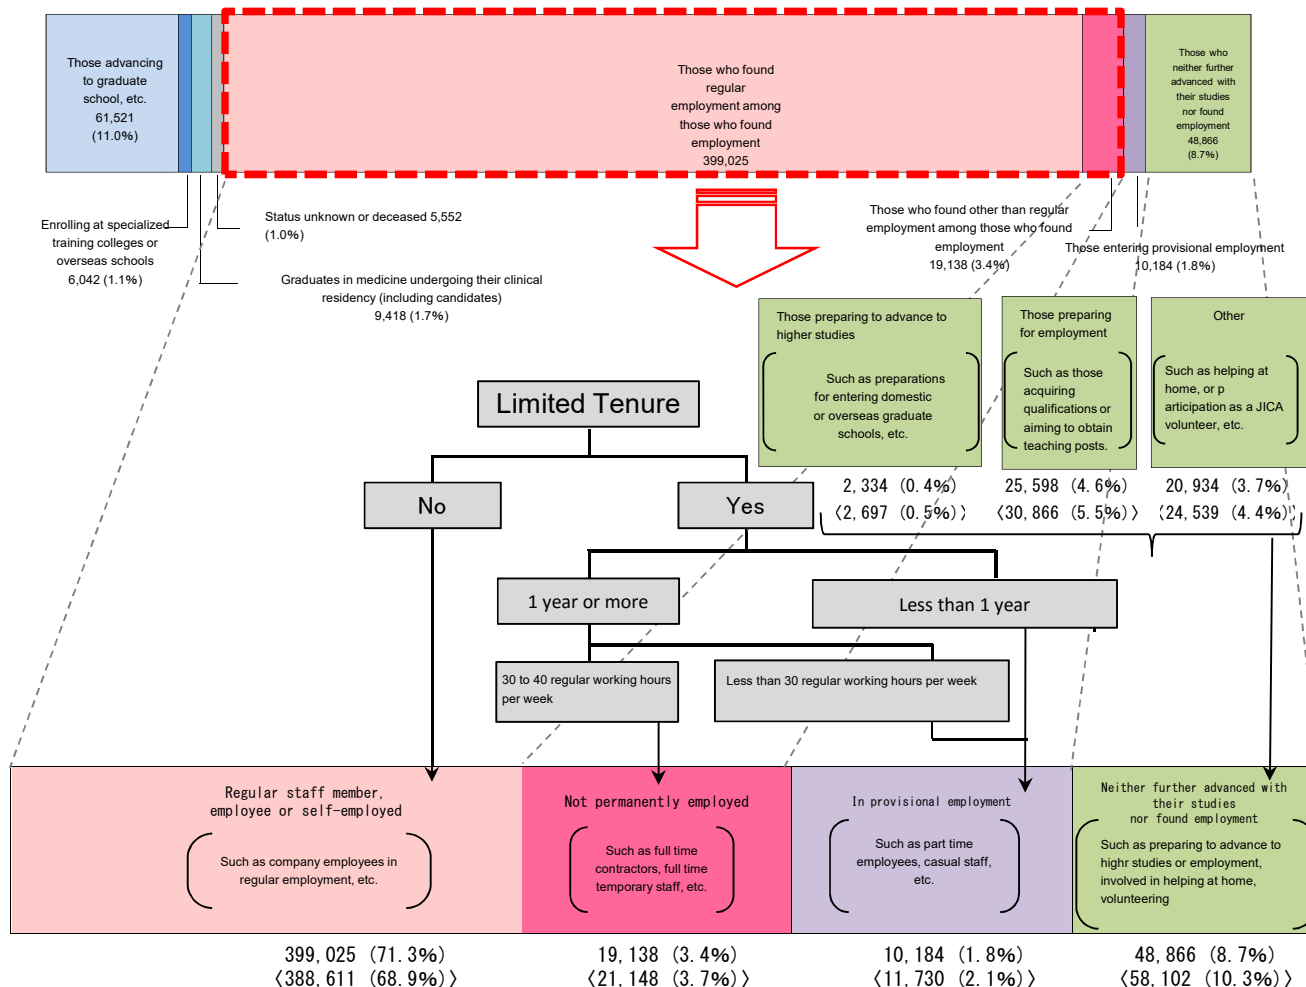 Those advancing
to graduate
school, etc.
61,521
(11.0%)
Those who found
regular
employment among
those who found
employment
399,025
Those who
neither further
advanced with
their studies
nor found
employment
48,866
(8.7%)
Enrolling at specialized
training colleges or
overseas schools
6,042 (1.1%)
Status unknown or deceased 5,552
(1.0%)
Graduates in medicine undergoing their clinical
residency (including candidates)
9,418 (1.7%)
Those who found other than regular
employment among those who found
employment
19,138 (3.4%)
Those entering provisional employment
10,184 (1.8%)
Those preparing to advance to
higher studies
Such as preparations
for entering domestic
or overseas graduate
schools, etc.
Those preparing
for employment
Such as those
acquiring
qualifications or
aiming to obtain
teaching posts.
Other
Such as helping at
home, or p
articipation as a JICA
volunteer, etc.
2,334 (0.4%)
〈2,697 (0.5%)〉
25,598 (4.6%)
〈30,866 (5.5%)〉
20,934 (3.7%)
〈24,539 (4.4%)〉
Limited Tenure
No
Yes
1 year or more
Less than 1 year
30 to 40 regular working hours
per week
Less than 30 regular working hours per week
Regular staff member,
employee or self-employed
Such as company employees in
regular employment, etc.
Not permanently employed
Such as full time
contractors, full time
temporary staff, etc.
In provisional employment
Such as part time
employees, casual staff,
etc.
Neither further advanced with
their studies
nor found employment
Such as preparing to advance to
highr studies or employment,
involved in helping at home,
volunteering
399,025 (71.3%)
〈388,611 (68.9%)〉
19,138 (3.4%)
〈21,148 (3.7%)〉
10,184 (1.8%)
〈11,730 (2.1%)〉
48,866 (8.7%)
〈58,102 (10.3%)〉